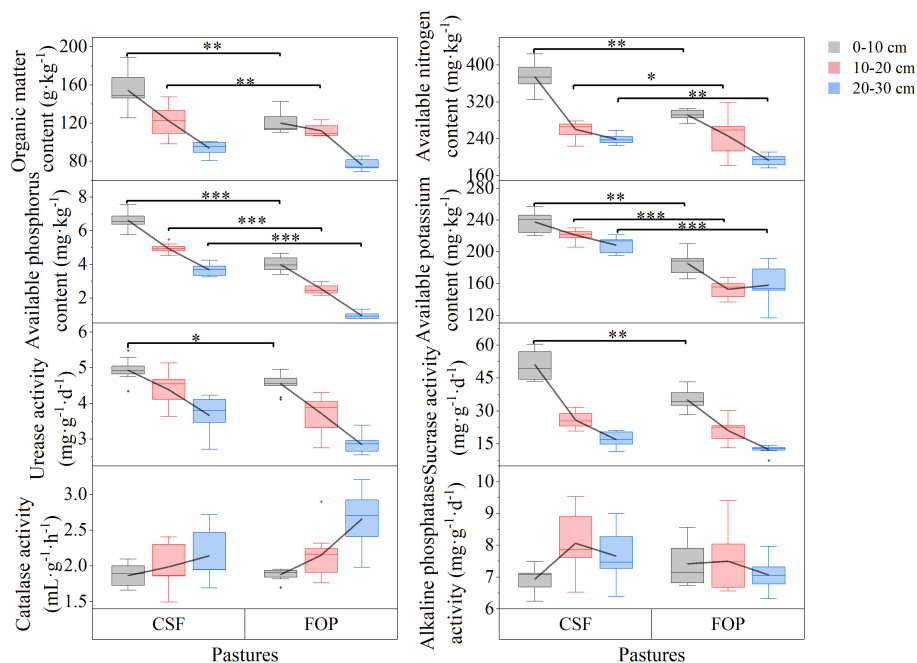 Organic matter
content (g·kg⁻¹)
200
160
120
80
**
**
Available nitrogen
content (mg·kg⁻¹)
400
320
240
160
**
*
**
0-10 cm
10-20 cm
20-30 cm
Available phosphorus
content (mg·kg⁻¹)
8
6
4
2
***
***
***
Available potassium
content (mg·kg⁻¹)
280
240
200
160
120
**
***
***
Urease activity
(mg·g⁻¹·d⁻¹)
5
4
3
*
Sucrase activity
(mg·g⁻¹·d⁻¹)
60
45
30
15
**
Catalase activity
(mL·g⁻¹·h⁻¹)
3.0
2.5
2.0
1.5
CSF
FOP
Pastures
Alkaline phosphatase
activity (mg·g⁻¹·d⁻¹)
10
9
8
7
6
CSF
FOP
Pastures